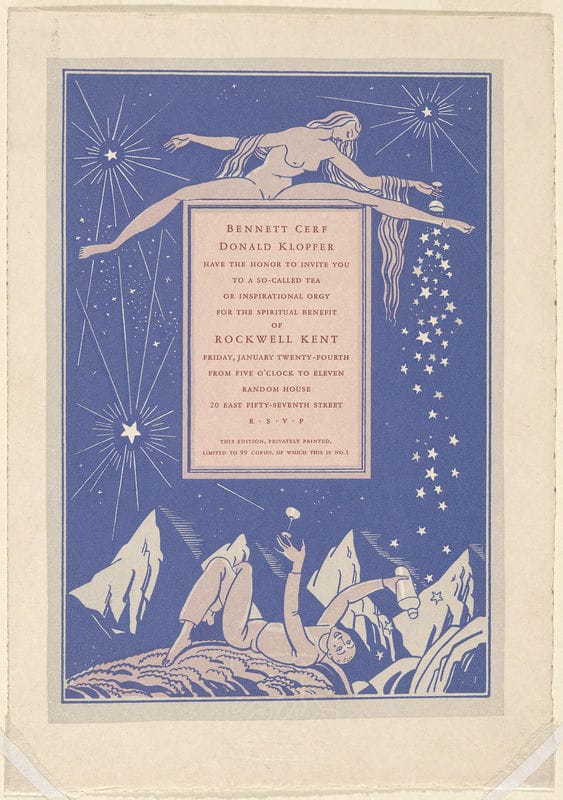 BENNETT CERF
DONALD KLOPFER
HAVE THE HONOR TO INVITE YOU
TO A SO-CALLED TEA
OR INSPIRATIONAL ORGY
FOR THE SPIRITUAL BENEFIT
OF
ROCKWELL KENT
FRIDAY, JANUARY TWENTY-FOURTH
FROM FIVE O'CLOCK TO ELEVEN
RANDOM HOUSE
20 EAST FIFTY-SEVENTH STREET
R · S · V · P
THIS EDITION, PRIVATELY PRINTED,
LIMITED TO 99 COPIES, OF WHICH THIS IS NO. 1